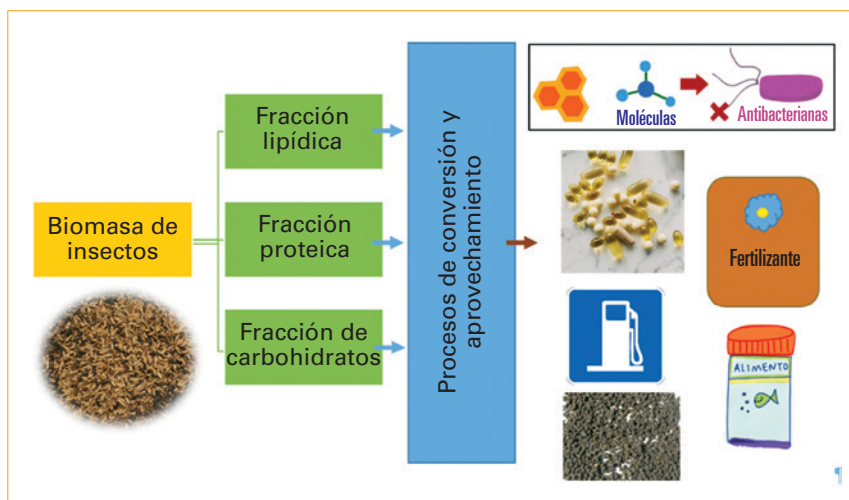 Biomasa de
insectos
Fracción
lipídica
Fracción
proteica
Fracción de
carbohidratos
Procesos de conversión y
aprovechamiento
Moléculas
Antibacterianas
Fertilizante
ALIMENTO
¶